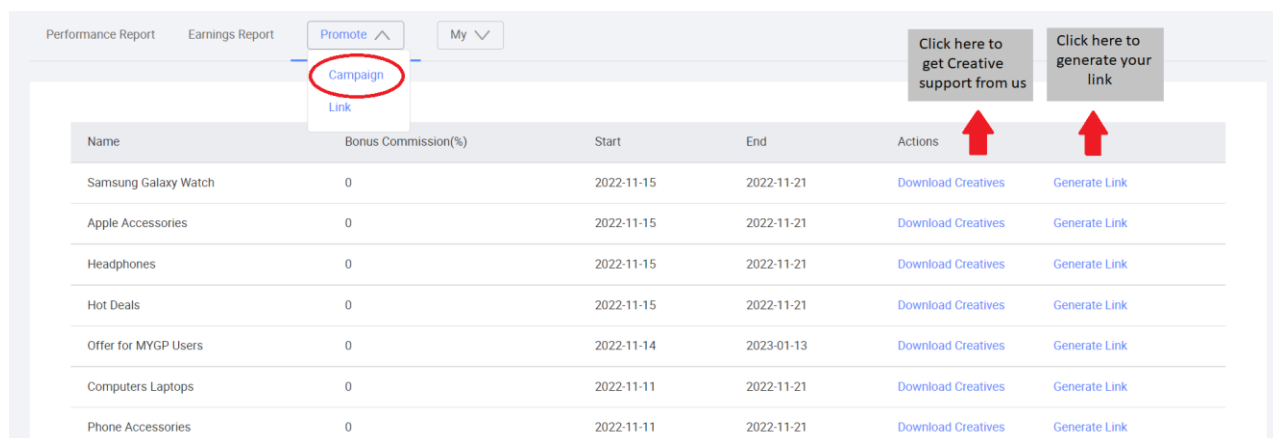 Performance Report Earnings Report Promote My
Campaign
Link
Click here to
get Creative
support from us
Click here to
generate your
link
Name Bonus Commission(%) Start End Actions
Samsung Galaxy Watch 0 2022-11-15 2022-11-21 Download Creatives Generate Link
Apple Accessories 0 2022-11-15 2022-11-21 Download Creatives Generate Link
Headphones 0 2022-11-15 2022-11-21 Download Creatives Generate Link
Hot Deals 0 2022-11-15 2022-11-21 Download Creatives Generate Link
Offer for MYGP Users 0 2022-11-14 2023-01-13 Download Creatives Generate Link
Computers Laptops 0 2022-11-11 2022-11-21 Download Creatives Generate Link
Phone Accessories 0 2022-11-11 2022-11-21 Download Creatives Generate Link